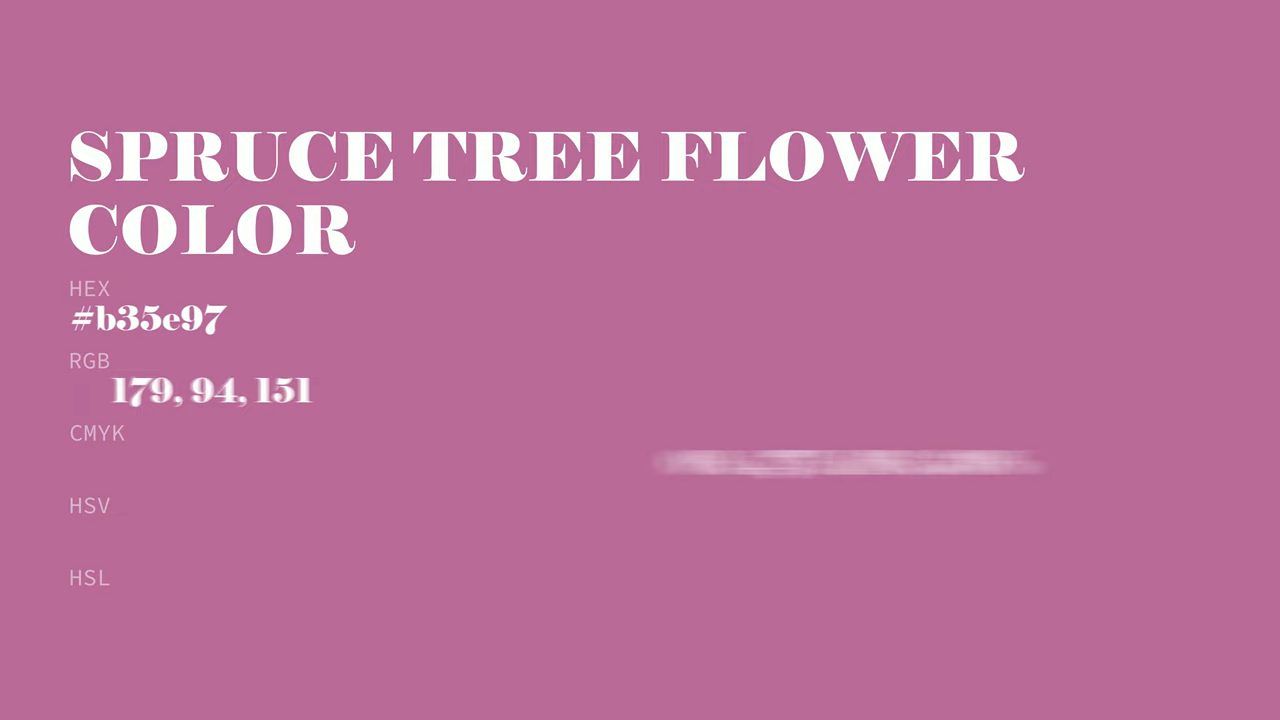 SPRUCE TREE FLOWER
COLOR
HEX
#b35e97
RGB
179, 94, 151
CMYK
HSV
HSL